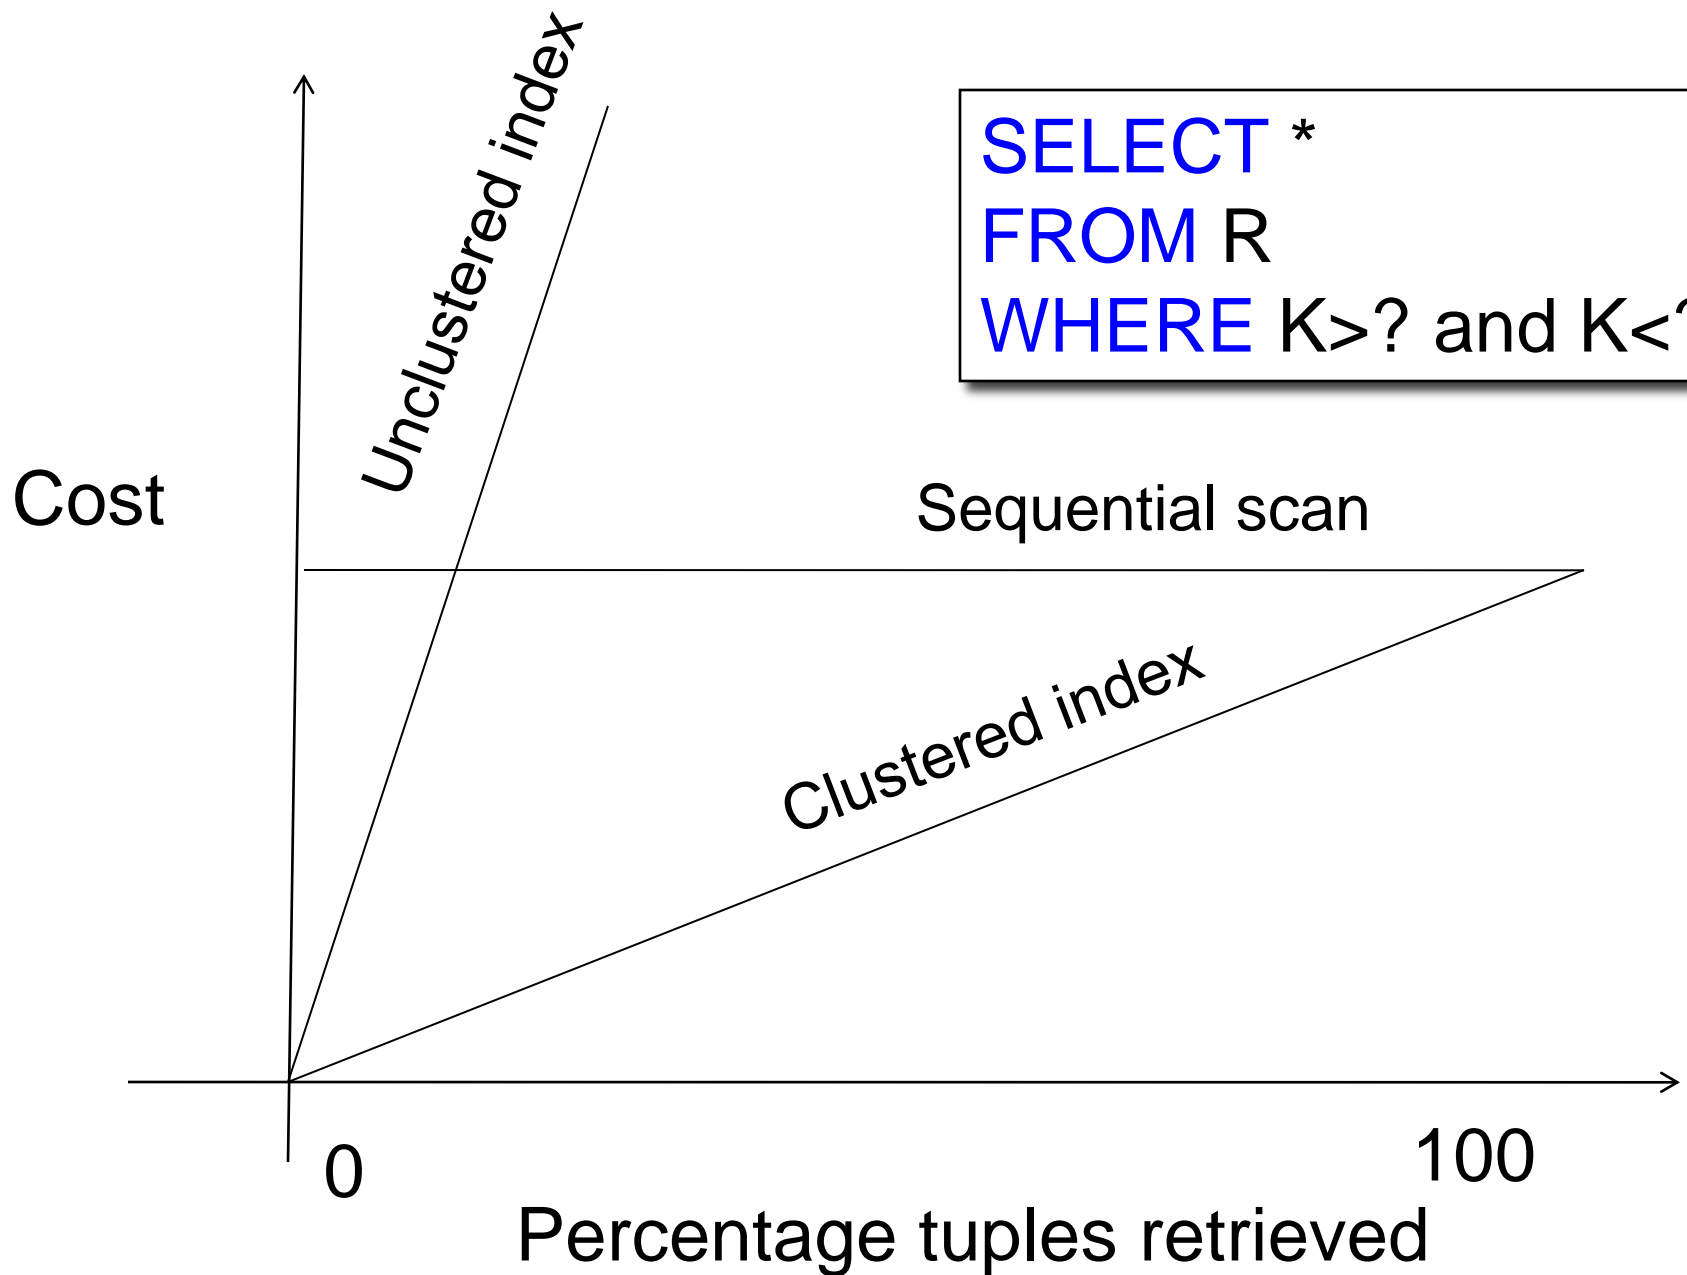 Unclustered index
SELECT *
FROM R
WHERE K>? and K<?
Cost
Sequential scan
Clustered index
0
100
Percentage tuples retrieved